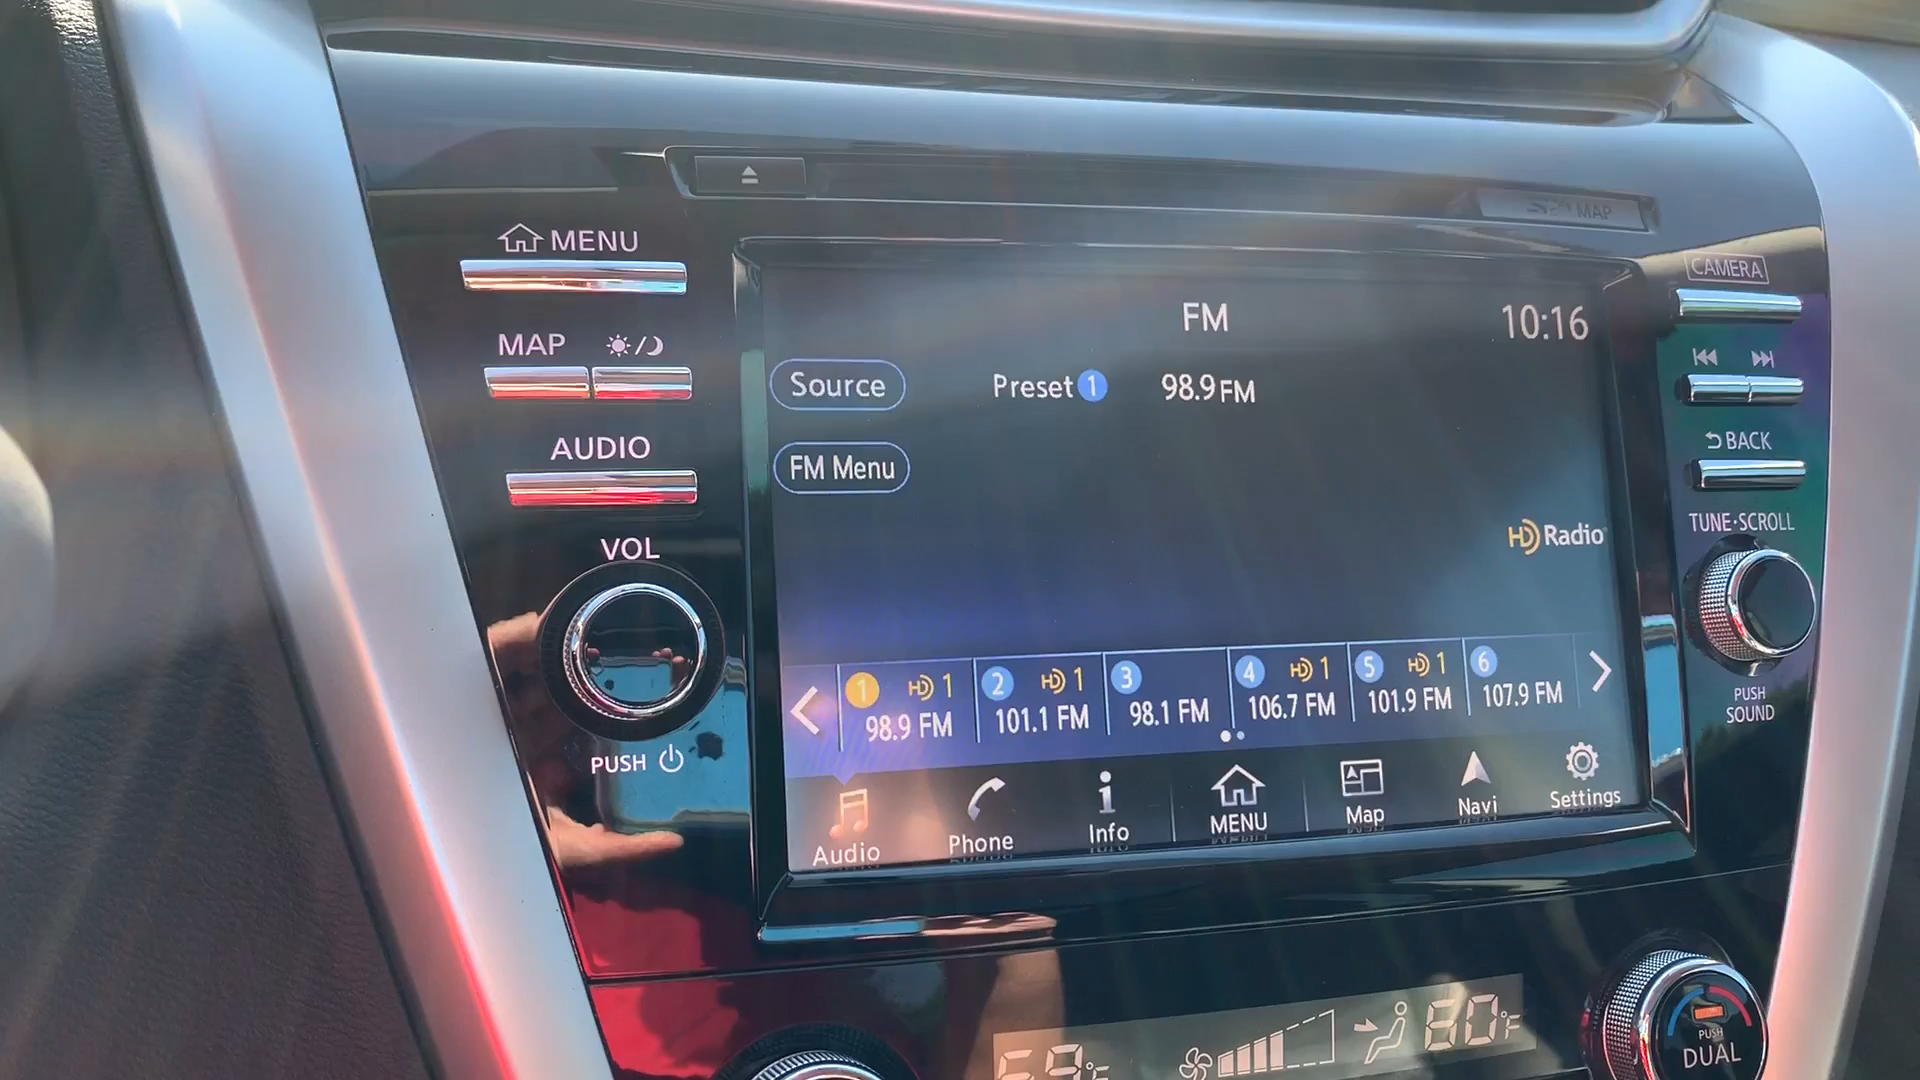 MAP
MENU
CAMERA
MAP
AUDIO
BACK
VOL
TUNE·SCROLL
PUSH
SOUND
PUSH
FM
10:16
Source
Preset 1
98.9 FM
FM Menu
HD Radio
1 HD 1
98.9 FM
2 HD 1
101.1 FM
3
98.1 FM
4 HD 1
106.7 FM
5 HD 1
101.9 FM
6
107.9 FM
Audio
Phone
Info
MENU
Map
Navi
Settings
°F
60°F
PUSH
DUAL